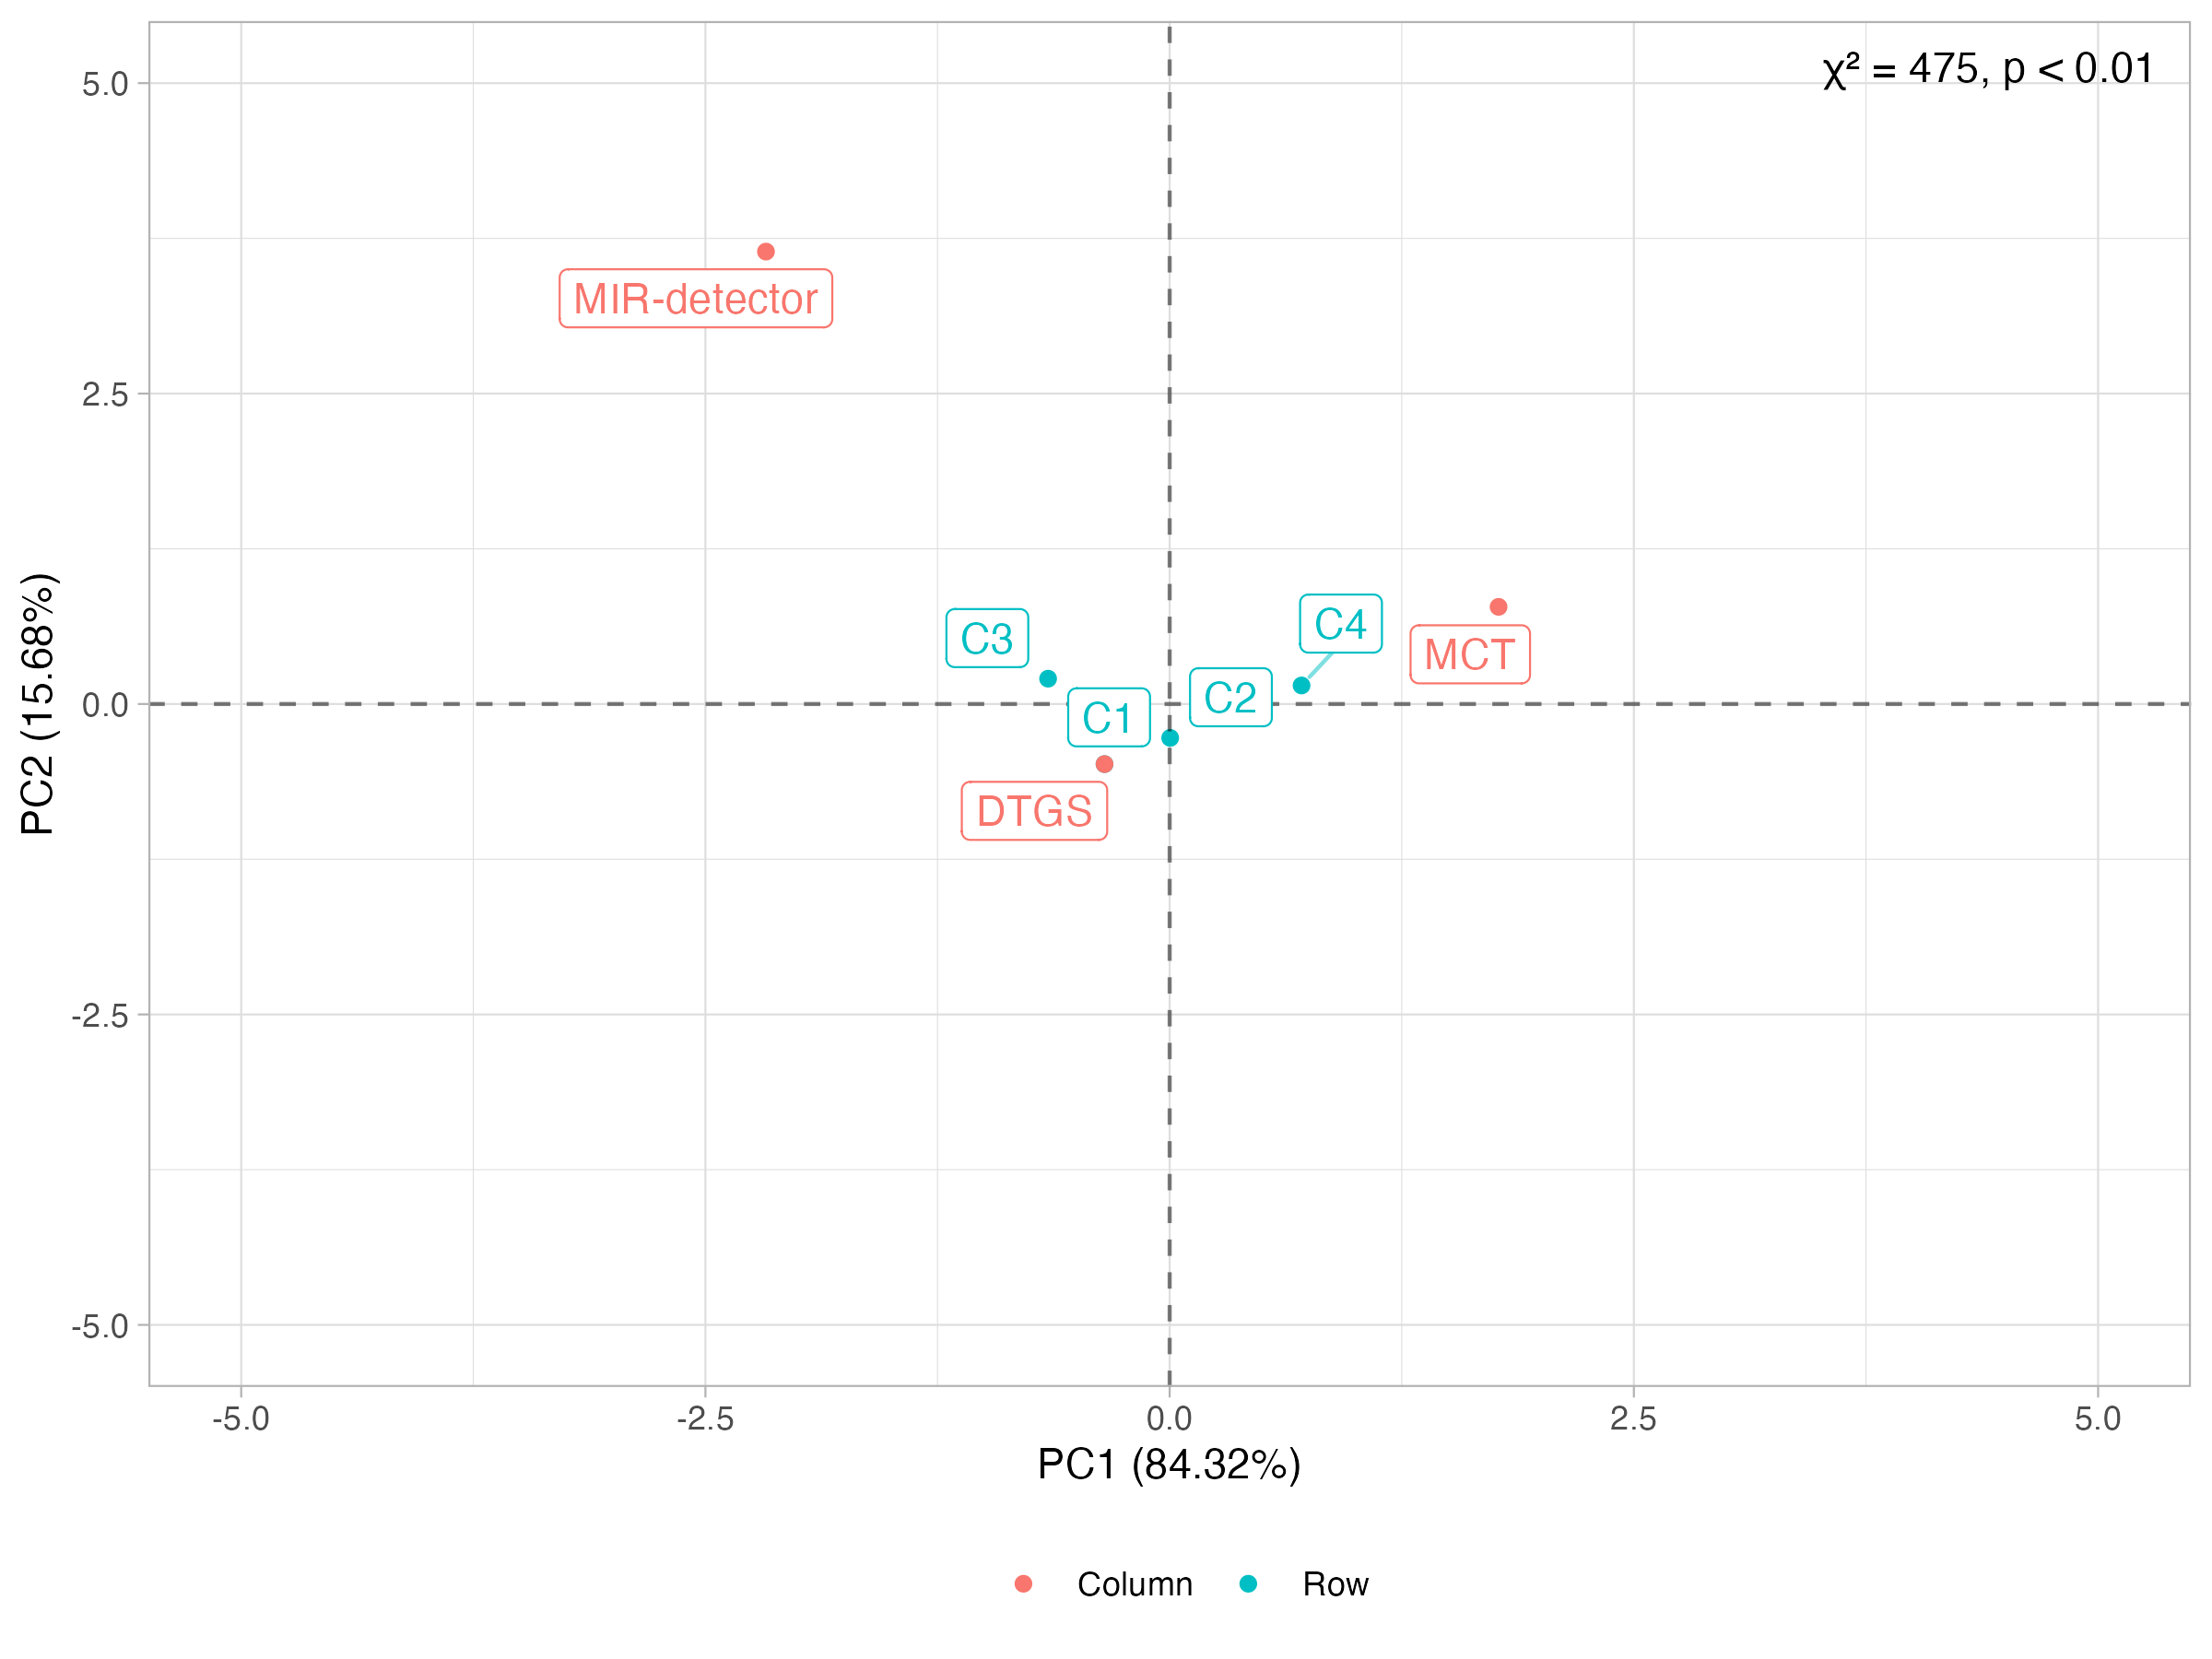 χ² = 475, p < 0.01
5.0
2.5
0.0
-2.5
-5.0
PC2 (15.68%)
MIR-detector
C3
C4
MCT
C1
C2
DTGS
-5.0
-2.5
0.0
2.5
5.0
PC1 (84.32%)
Column
Row